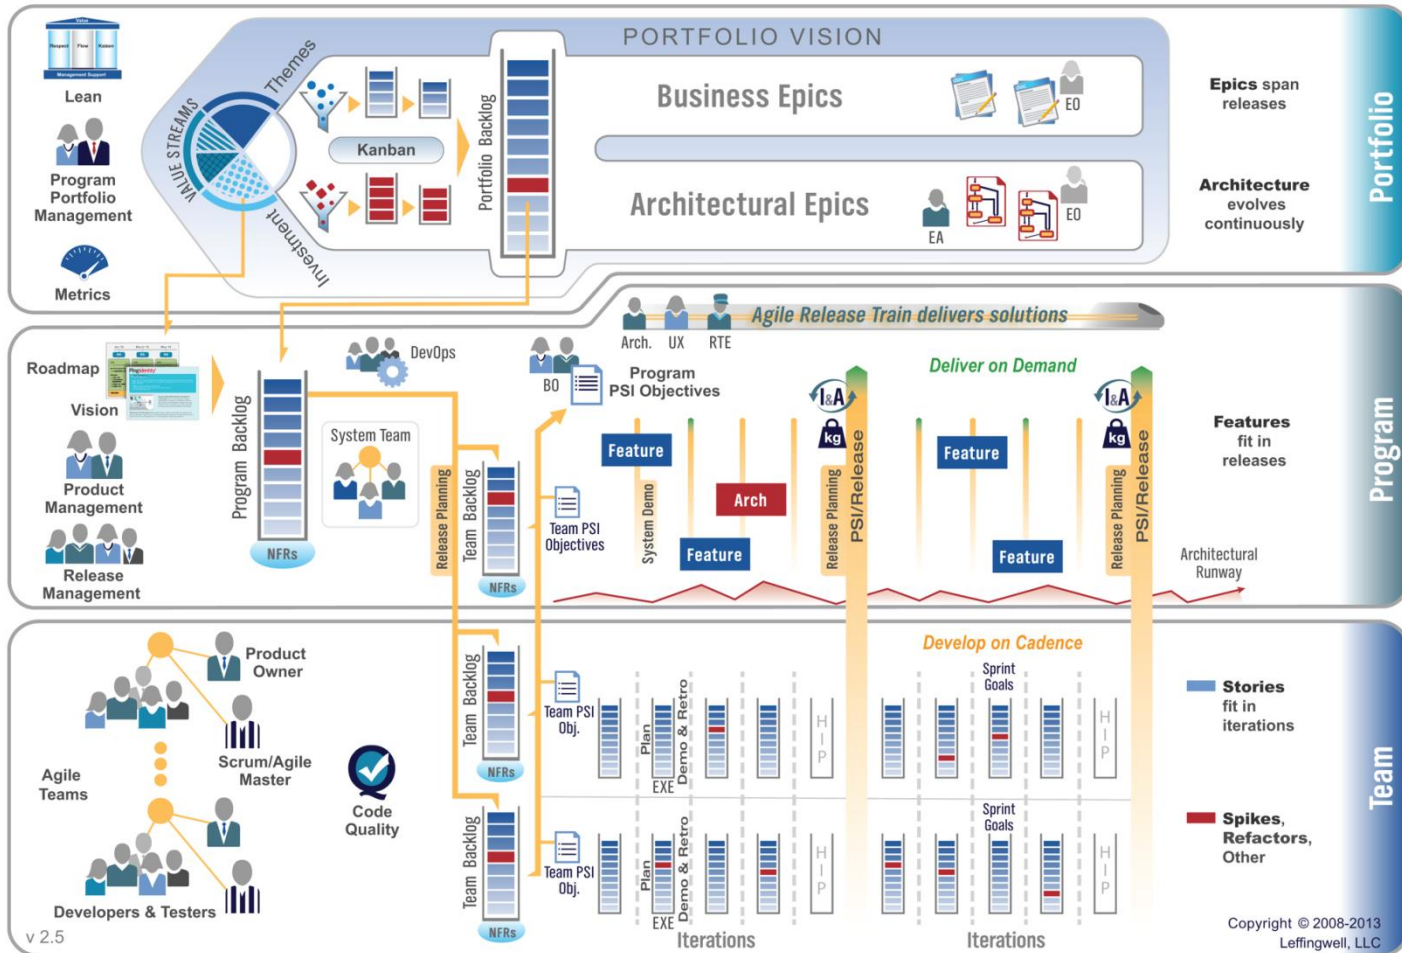 Value
Respect
Flow
Kaizen
Management Support
Lean
Program
Portfolio
Management
Metrics
VALUE STREAMS
Themes
Investment
Kanban
Portfolio Backlog
PORTFOLIO VISION
Business Epics
EO
Architectural Epics
EA
EO
Epics span
releases
Architecture
evolves
continuously
Portfolio
Roadmap
Vision
Product
Management
Release
Management
Program Backlog
NFRs
DevOps
System Team
Release Planning
Team Backlog
NFRs
BO
Program
PSI Objectives
Team PSI
Objectives
Arch.
UX
RTE
Agile Release Train delivers solutions
Deliver on Demand
Feature
System Demo
Feature
Arch
I&A
kg
Release Planning
PSI/Release
Feature
Feature
I&A
kg
Release Planning
PSI/Release
Architectural
Runway
Features
fit in
releases
Program
Product
Owner
Scrum/Agile
Master
Agile
Teams
Developers & Testers
Code
Quality
v 2.5
Team Backlog
NFRs
Team PSI
Obj.
Team Backlog
NFRs
Team PSI
Obj.
Develop on Cadence
Plan
EXE
Demo & Retro
HIP
Sprint
Goals
HIP
Plan
EXE
Demo & Retro
HIP
Sprint
Goals
HIP
Iterations
Iterations
Stories
fit in
iterations
Spikes,
Refactors,
Other
Team
Copyright © 2008-2013
Leffingwell, LLC